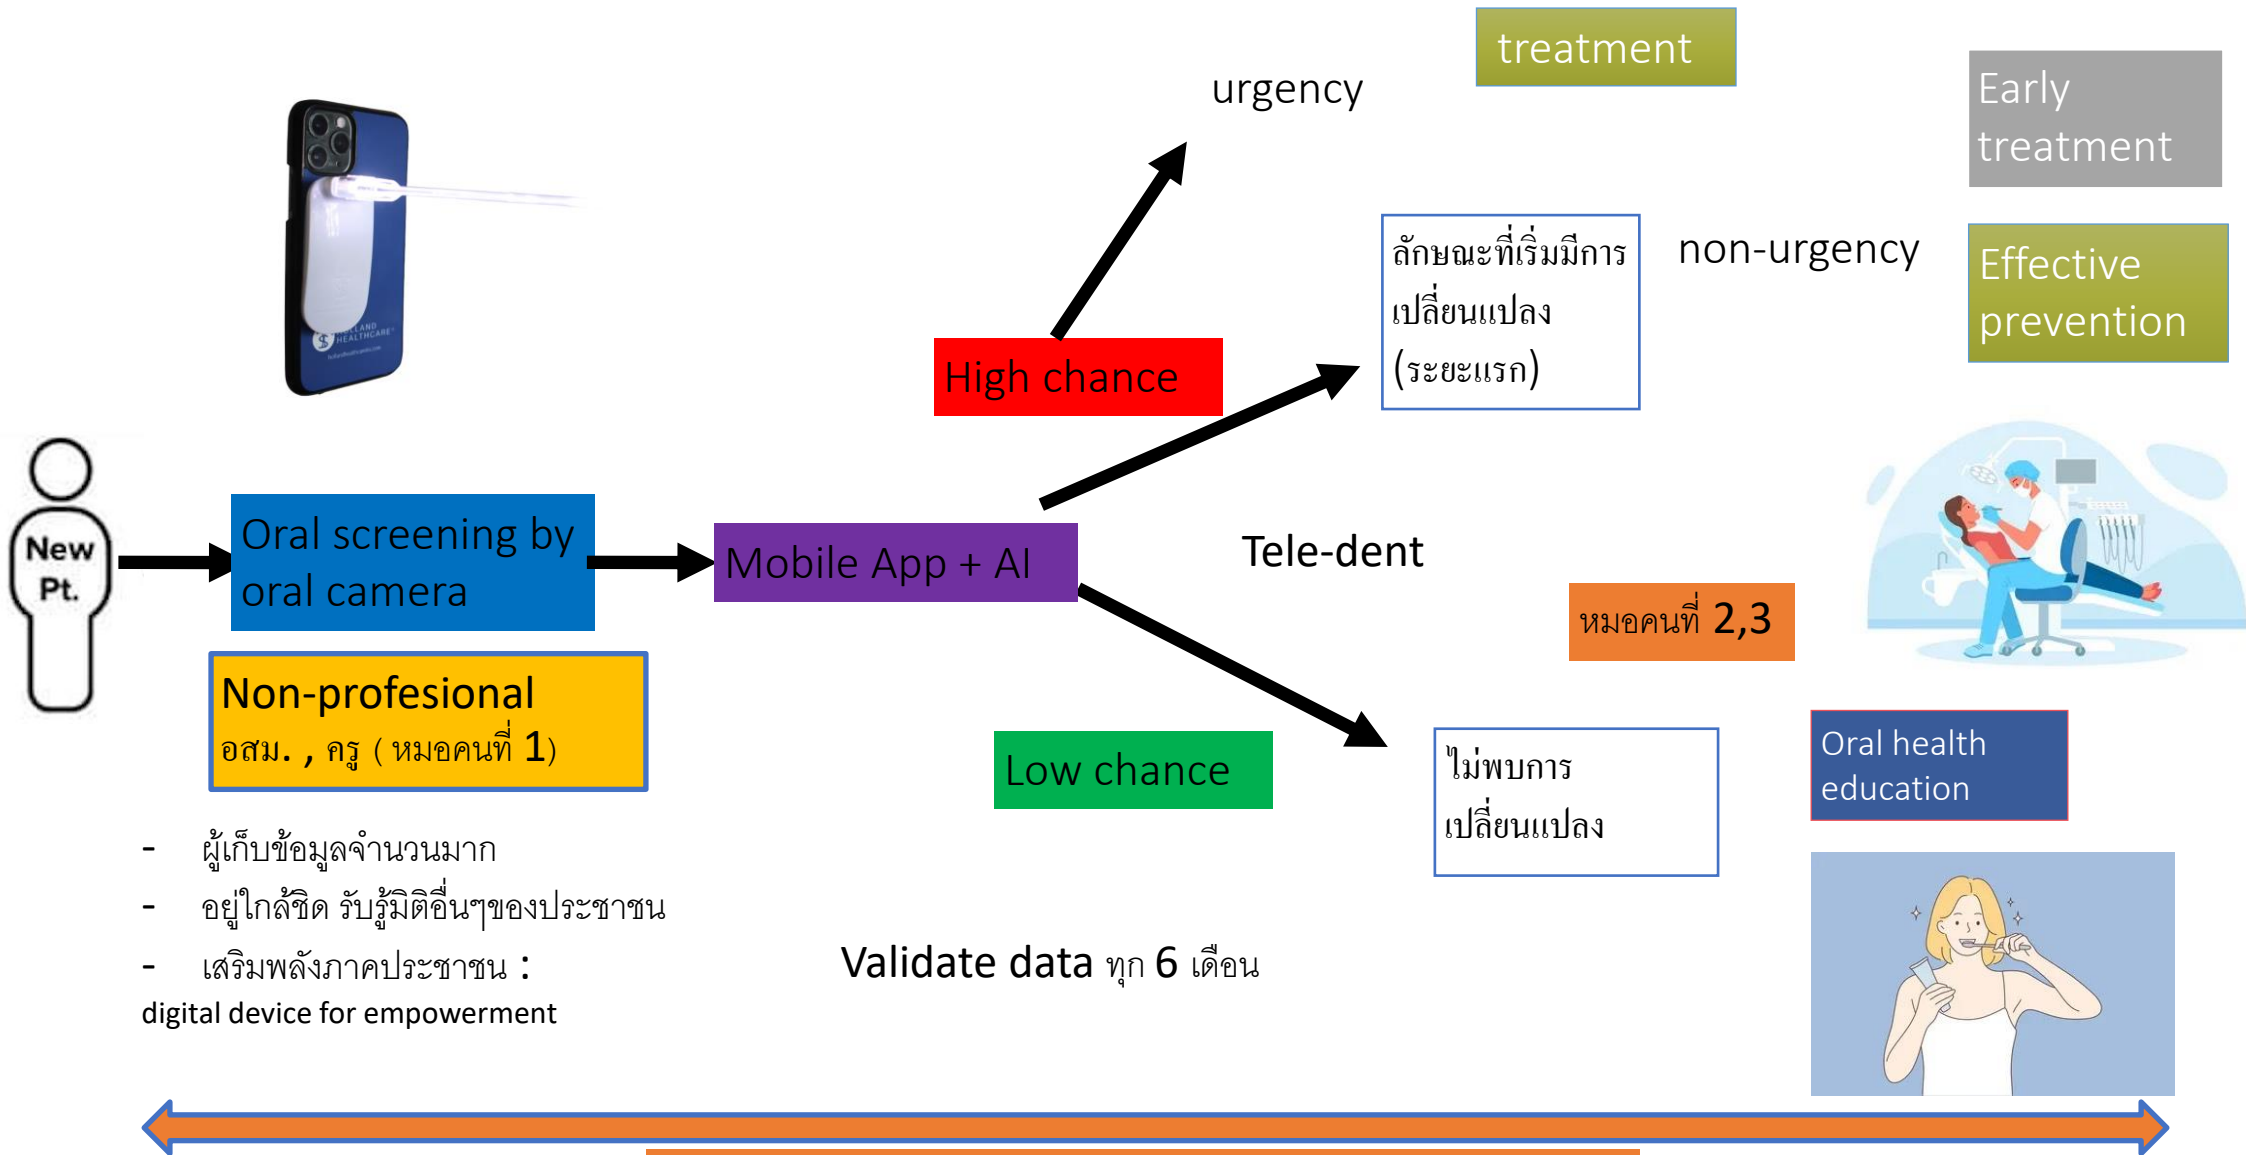 treatment
urgency
Early
treatment
ลักษณะที่เริ่มมีการ
เปลี่ยนแปลง
(ระยะแรก)
non-urgency
Effective
prevention
HEALTHCARE
High chance
New
Pt.
Oral screening by
oral camera
Mobile App + AI
Tele-dent
หมอคนที่ 2,3
Non-profesional
อสม. , ครู ( หมอคนที่ 1)
Low chance
ไม่พบการ
เปลี่ยนแปลง
Oral health
education
- ผู้เก็บข้อมูลจำนวนมาก
- อยู่ใกล้ชิด รับรู้มิติอื่นๆของประชาชน
- เสริมพลังภาคประชาชน :
digital device for empowerment
Validate data ทุก 6 เดือน